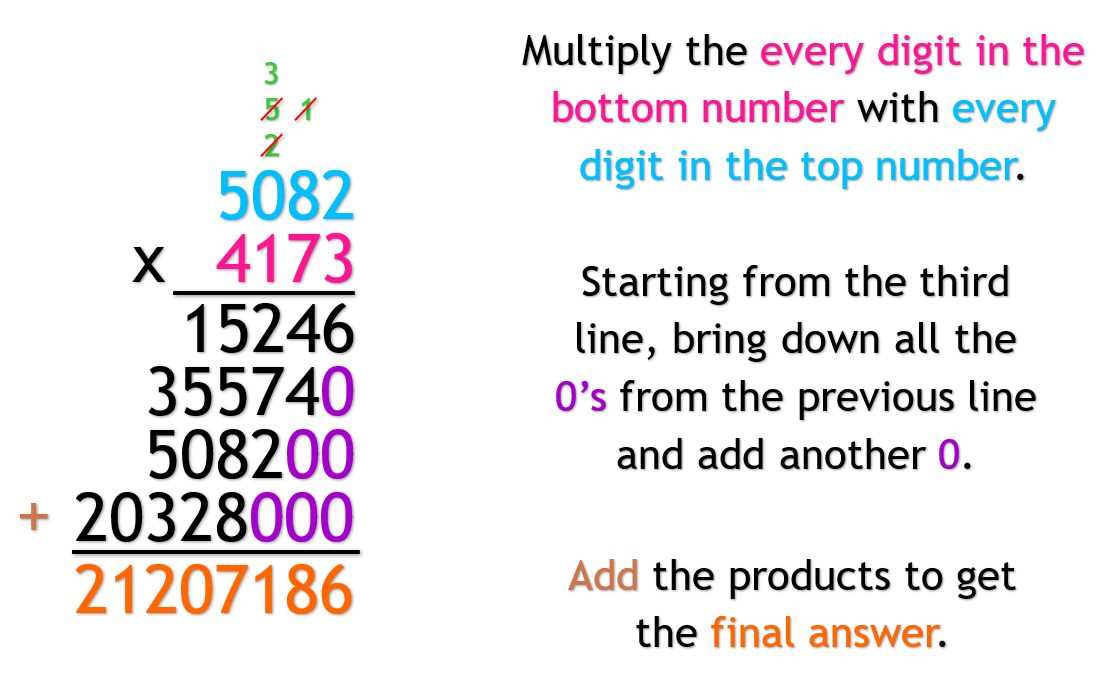 3
5 1
2
5082
x 4173
15246
355740
508200
+ 20328000
21207186
Multiply the every digit in the
bottom number with every
digit in the top number.
Starting from the third
line, bring down all the
0’s from the previous line
and add another 0.
Add the products to get
the final answer.